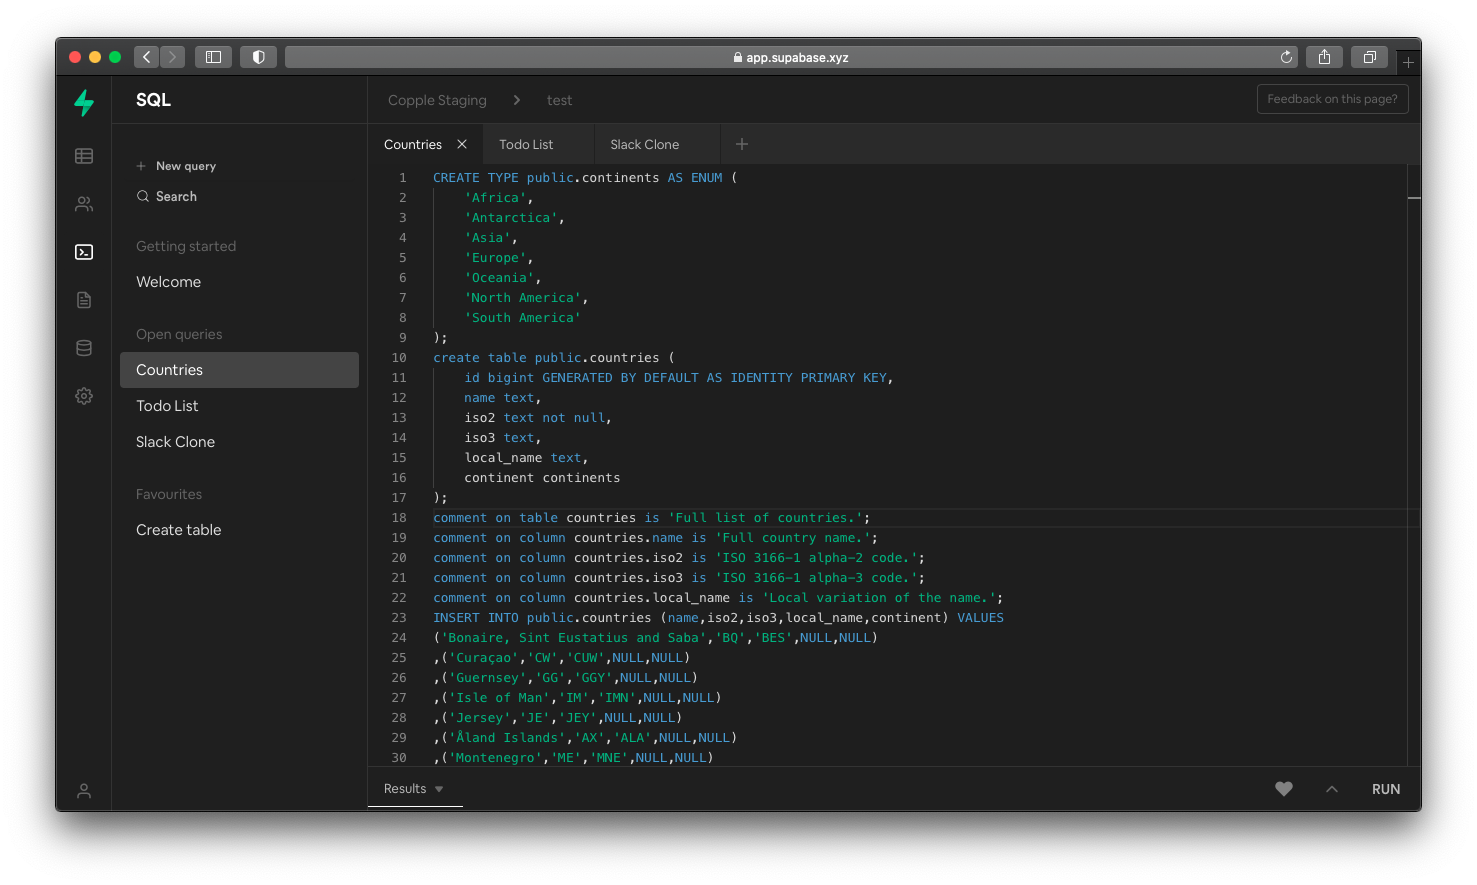 app.supabase.xyz
SQL
Copple Staging
test
Feedback on this page?
New query
Search
Getting started
Welcome
Open queries
Countries
Todo List
Slack Clone
Favourites
Create table
Countries
Todo List
Slack Clone
1 CREATE TYPE public.continents AS ENUM (
2 'Africa',
3 'Antarctica',
4 'Asia',
5 'Europe',
6 'Oceania',
7 'North America',
8 'South America'
9 );
10 create table public.countries (
11 id bigint GENERATED BY DEFAULT AS IDENTITY PRIMARY KEY,
12 name text,
13 iso2 text not null,
14 iso3 text,
15 local_name text,
16 continent continents
17 );
18 comment on table countries is 'Full list of countries.';
19 comment on column countries.name is 'Full country name.';
20 comment on column countries.iso2 is 'ISO 3166-1 alpha-2 code.';
21 comment on column countries.iso3 is 'ISO 3166-1 alpha-3 code.';
22 comment on column countries.local_name is 'Local variation of the name.';
23 INSERT INTO public.countries (name,iso2,iso3,local_name,continent) VALUES
24 ('Bonaire, Sint Eustatius and Saba','BQ','BES',NULL,NULL)
25 ,('Curaçao','CW','CUW',NULL,NULL)
26 ,('Guernsey','GG','GGY',NULL,NULL)
27 ,('Isle of Man','IM','IMN',NULL,NULL)
28 ,('Jersey','JE','JEY',NULL,NULL)
29 ,('Åland Islands','AX','ALA',NULL,NULL)
30 ,('Montenegro','ME','MNE',NULL,NULL)
Results
RUN